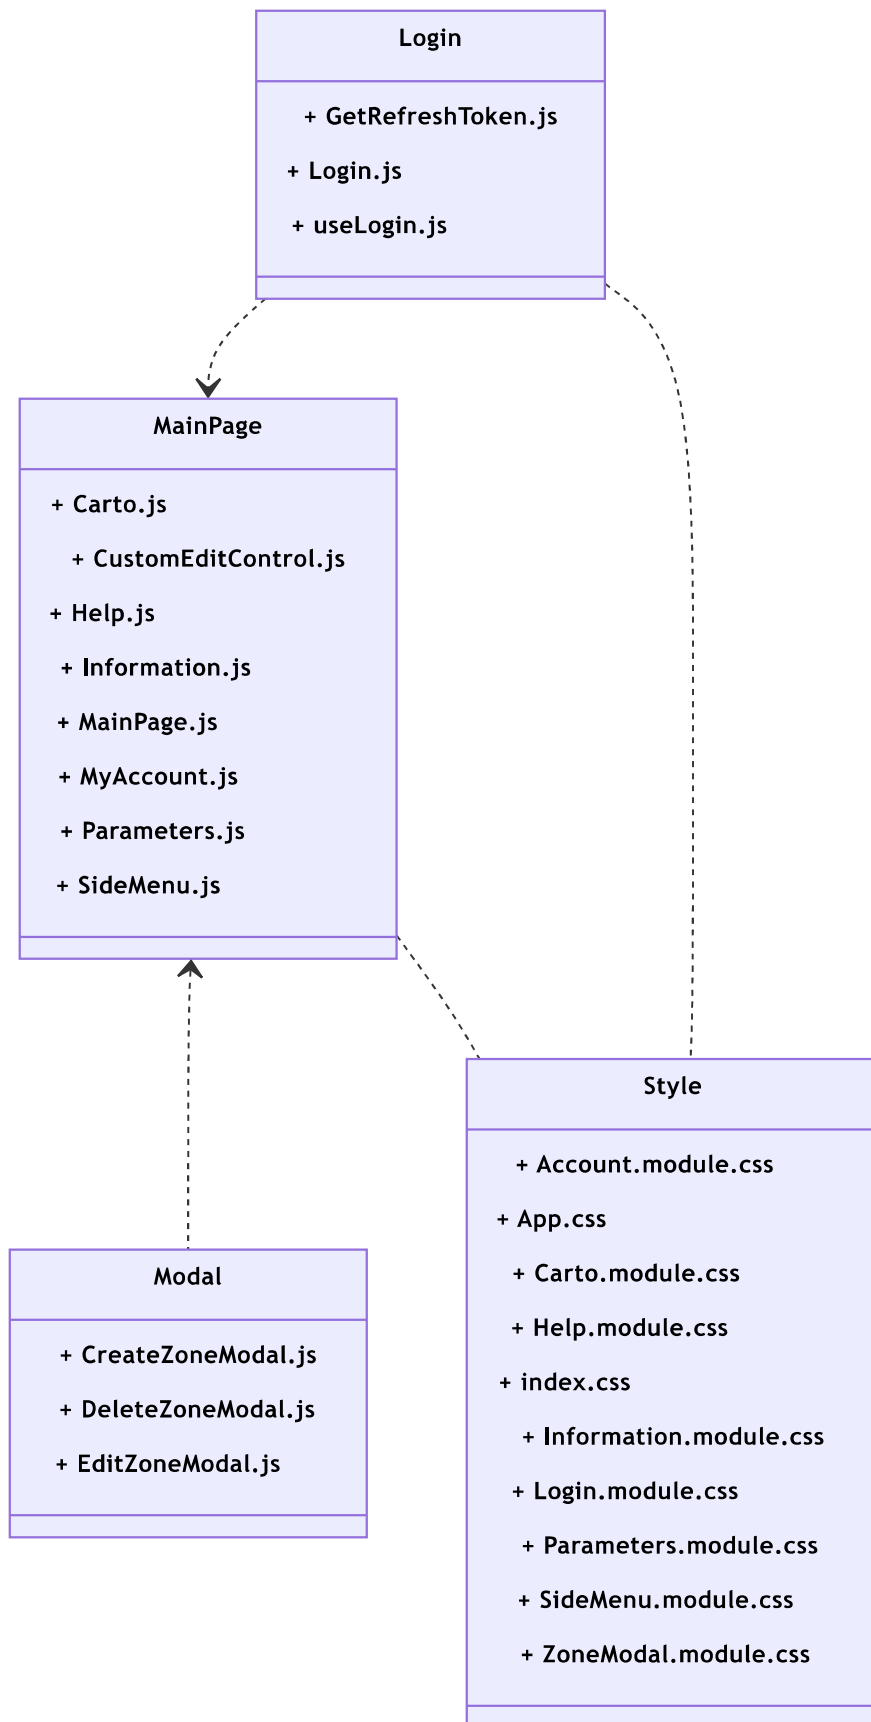 Login
+ GetRefreshToken.js
+ Login.js
+ useLogin.js
MainPage
+ Carto.js
+ CustomEditControl.js
+ Help.js
+ Information.js
+ MainPage.js
+ MyAccount.js
+ Parameters.js
+ SideMenu.js
Modal
+ CreateZoneModal.js
+ DeleteZoneModal.js
+ EditZoneModal.js
Style
+ Account.module.css
+ App.css
+ Carto.module.css
+ Help.module.css
+ index.css
+ Information.module.css
+ Login.module.css
+ Parameters.module.css
+ SideMenu.module.css
+ ZoneModal.module.css